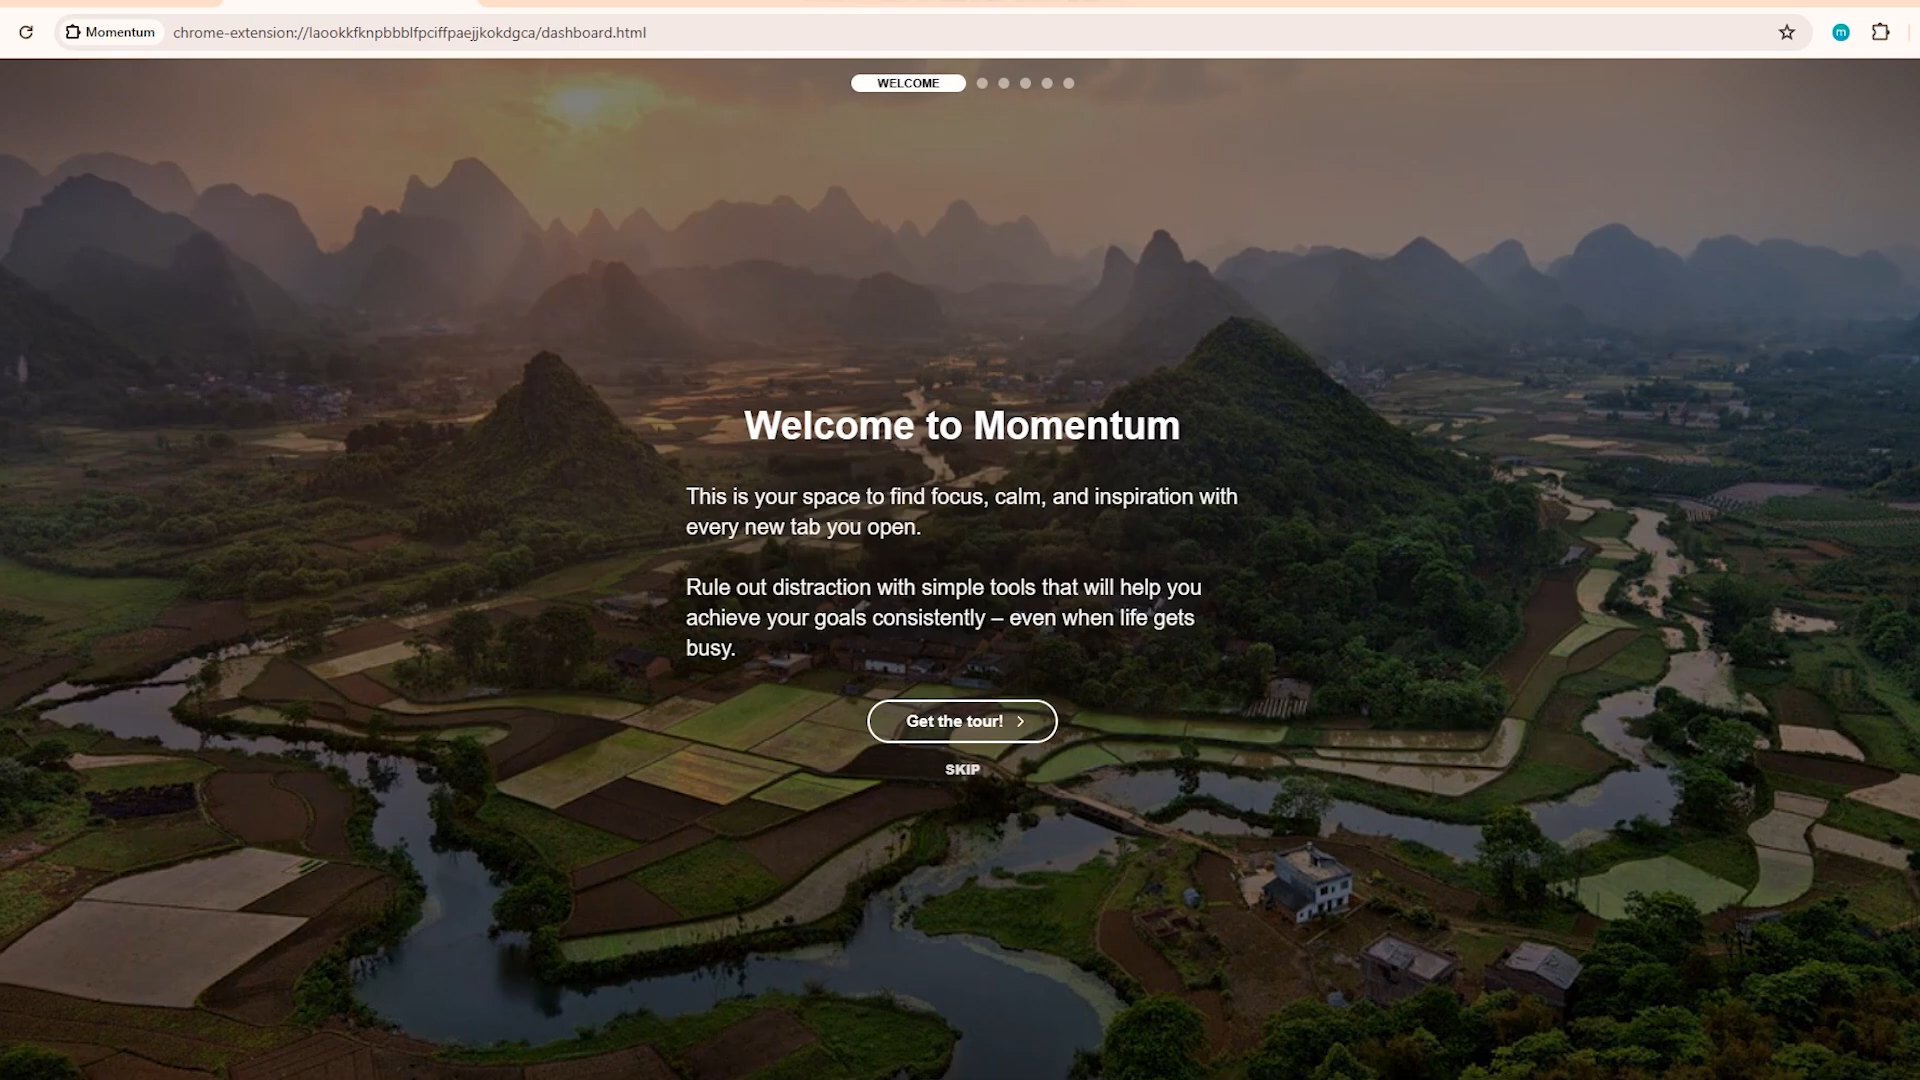 Momentum
chrome-extension://laookkfknpbbblfpciffpaejjkokdgca/dashboard.html
m
WELCOME
Welcome to Momentum
This is your space to find focus, calm, and inspiration with
every new tab you open.
Rule out distraction with simple tools that will help you
achieve your goals consistently – even when life gets
busy.
Get the tour!
SKIP